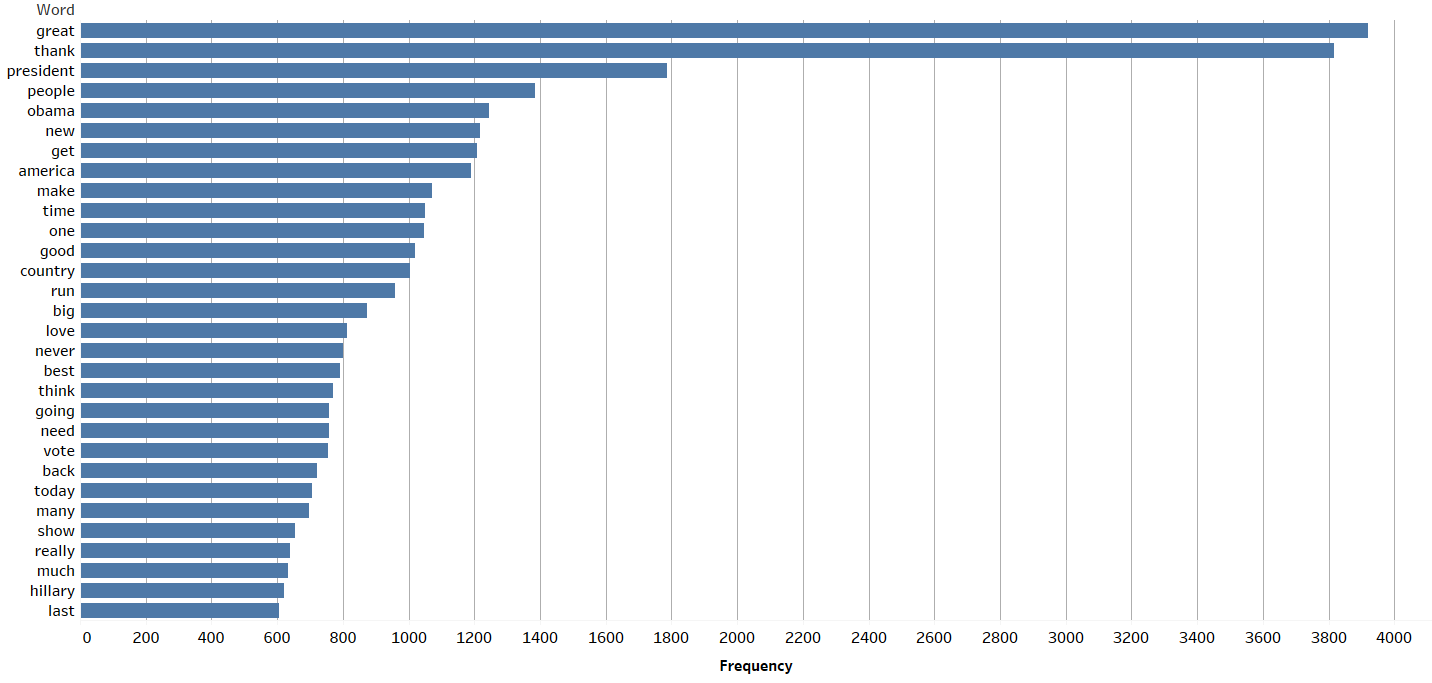 Word
great
thank
president
people
obama
new
get
america
make
time
one
good
country
run
big
love
never
best
think
going
need
vote
back
today
many
show
really
much
hillary
last
0 200 400 600 800 1000 1200 1400 1600 1800 2000 2200 2400 2600 2800 3000 3200 3400 3600 3800 4000
Frequency